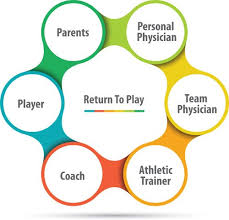 Parents
Personal
Physician
Player
Return To Play
Team
Physician
Coach
Athletic
Trainer